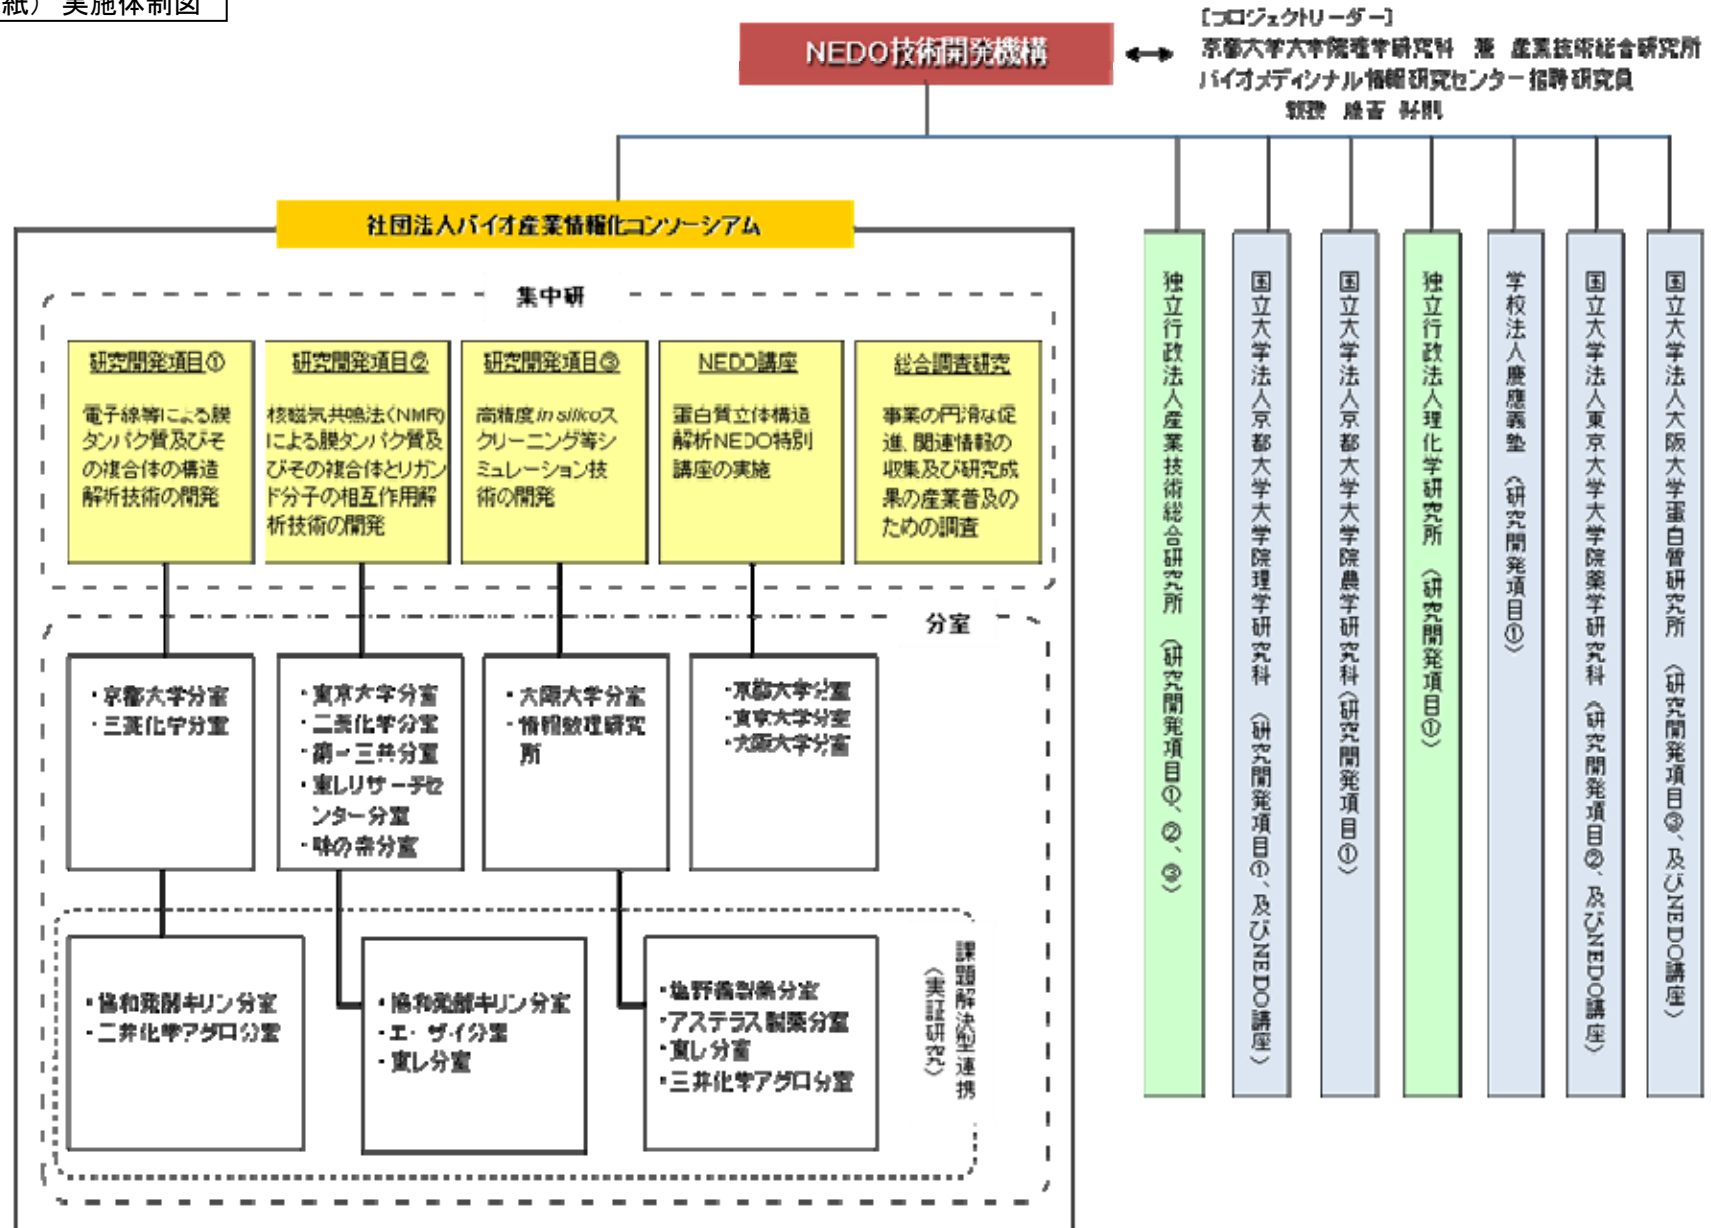 紙） 実施体制図
NEDO技術開発機構
［プロジェクトリーダー］
京都大学大学院理学研究科 兼 産業技術総合研究所
バイオメディシナル情報研究センター招聘研究員
教授
社団法人バイオ産業情報化コンソーシアム
集中研
研究開発項目①
電子線等による膜
タンパク質及びそ
の複合体の構造
解析技術の開発
研究開発項目②
核磁気共鳴法（NMR）
による膜タンパク質及
びその複合体とリガン
ド分子の相互作用解
析技術の開発
研究開発項目③
高精度in silicoス
クリーニング等シ
ミュレーション技
術の開発
NEDO講座
蛋白質立体構造
解析NEDO特別
講座の実施
総合調査研究
事業の円滑な促
進、関連情報の
収集及び研究成
果の産業普及の
ための調査
分室
・京都大学分室
・三菱化学分室
・東京大学分室
・三菱化学分室
・第一三共分室
・東レリサーチセ
ンター分室
・味の素分室
・大阪大学分室
・情報数理研究
所
・京都大学分室
・東京大学分室
・大阪大学分室
・協和発酵キリン分室
・三井化学アグロ分室
・協和発酵キリン分室
・エーザイ分室
・東レ分室
・塩野義製薬分室
・アステラス製薬分室
・東レ分室
・三井化学アグロ分室
課題解決型連携
（実証研究）
独立行政法人産業技術総合研究所 （研究開発項目①、②、③）
国立大学法人京都大学大学院理学研究科 （研究開発項目①、及びNEDO講座）
国立大学法人京都大学大学院農学研究科（研究開発項目①）
独立行政法人理化学研究所 （研究開発項目①）
学校法人慶應義塾 （研究開発項目①）
国立大学法人東京大学大学院薬学研究科 （研究開発項目②、及びNEDO講座）
国立大学法人大阪大学蛋白質研究所 （研究開発項目③、及びNEDO講座）